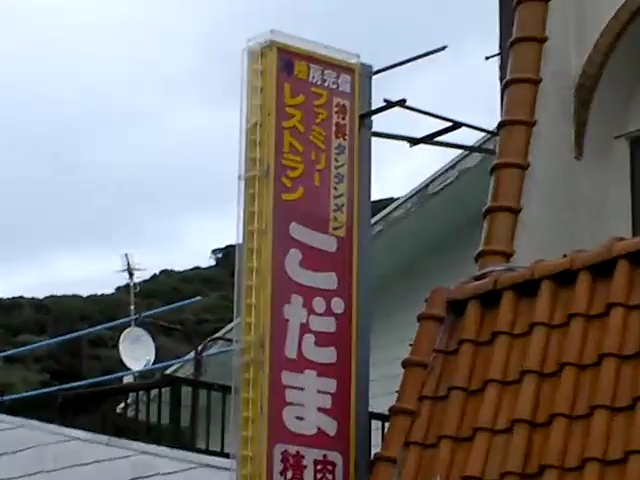 冷暖房完備
特製タンタンメン
ファミリー
レストラン
こだま
精肉